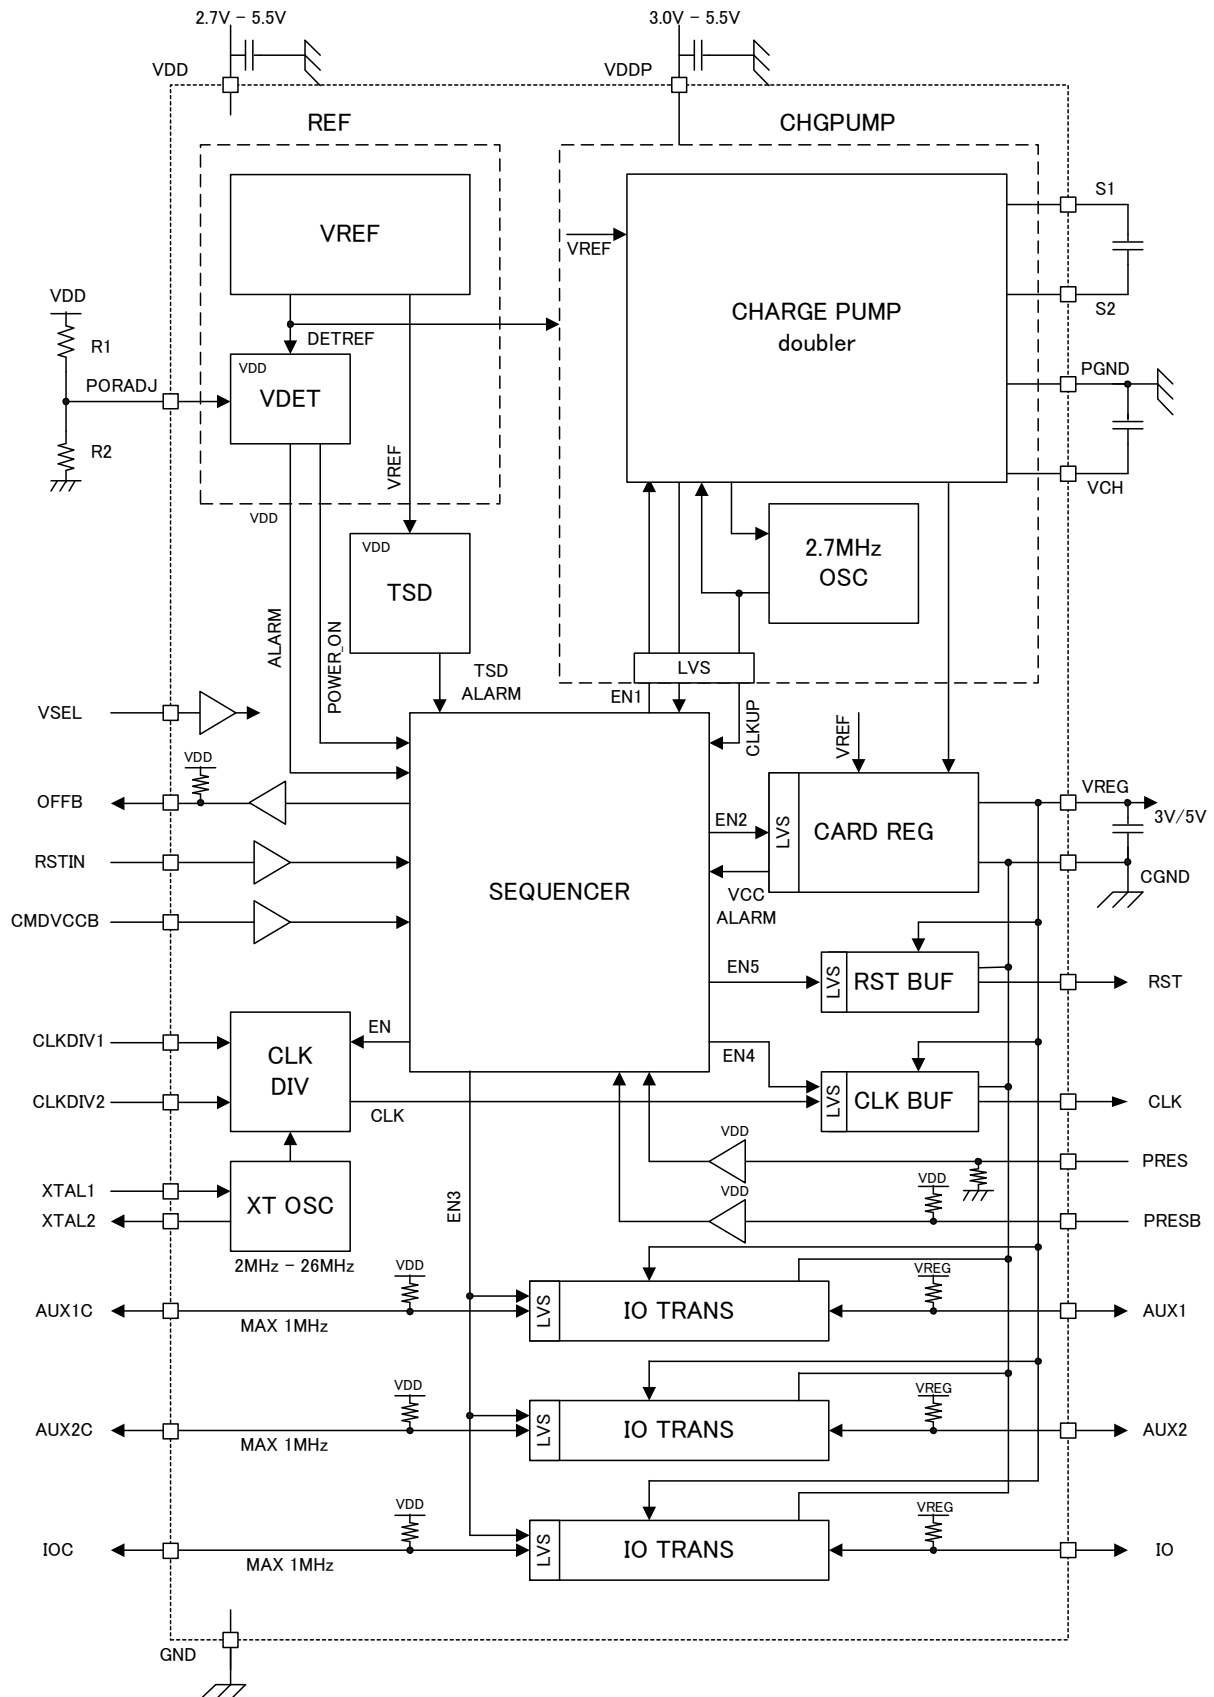 2.7V - 5.5V
3.0V - 5.5V
VDD
VDDP
REF
CHGPUMP
VREF
VREF
S1
S2
CHARGE PUMP
doubler
VDD
R1
DETREF
VDD
VDET
PORADJ
R2
PGND
VCH
VREF
VDD
VDD
TSD
2.7MHz
OSC
ALARM
POWER_ON
TSD
ALARM
LVS
EN1
CLKUP
VREF
VSEL
VDD
OFFB
RSTIN
CMDVCCB
SEQUENCER
EN2
LVS
CARD REG
VCC
ALARM
VREG
3V/5V
CGND
EN5
LVS
RST BUF
RST
CLKDIV1
CLKDIV2
CLK
DIV
EN
EN4
CLK
LVS
CLK BUF
CLK
VDD
PRES
VDD
VDD
PRESB
XTAL1
XTAL2
XT OSC
2MHz - 26MHz
EN3
VDD
AUX1C
MAX 1MHz
LVS
IO TRANS
VREG
AUX1
VDD
AUX2C
MAX 1MHz
LVS
IO TRANS
VREG
AUX2
VDD
IOC
MAX 1MHz
LVS
IO TRANS
VREG
IO
GND